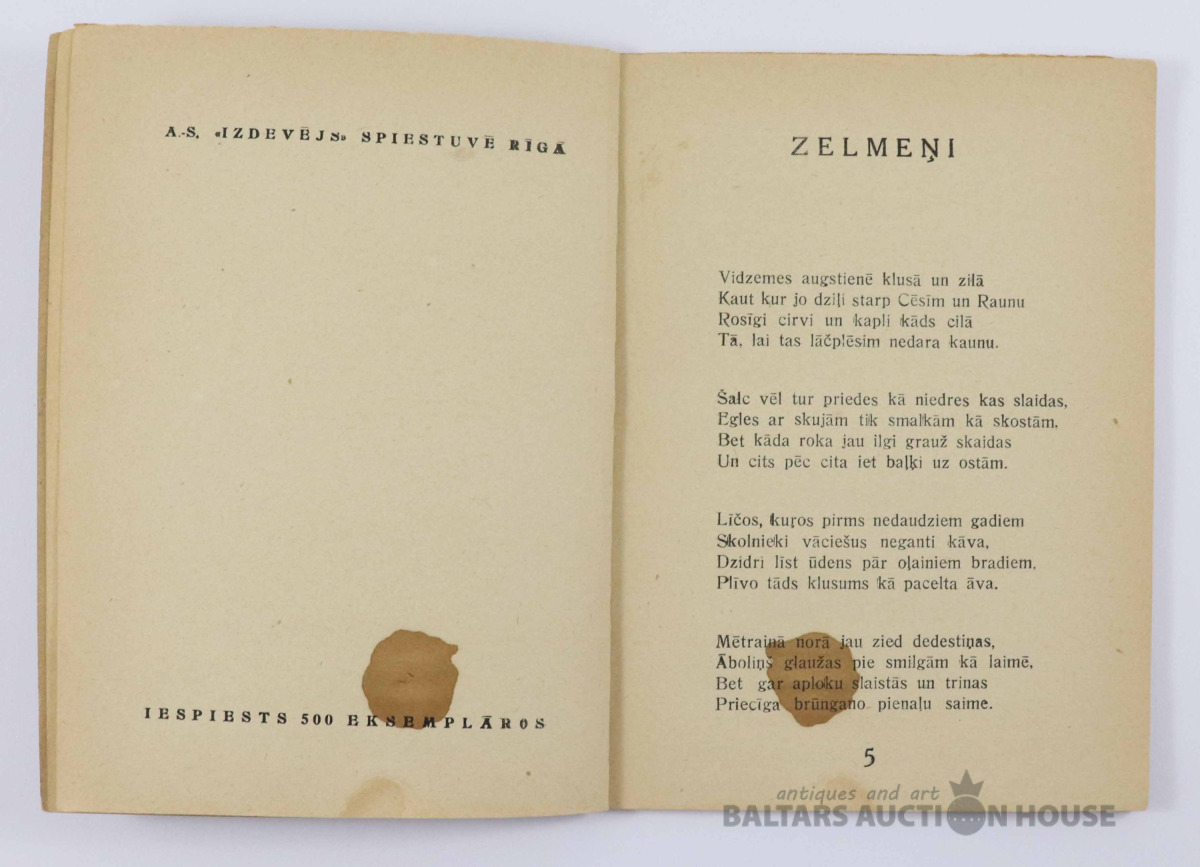 A.-S. «IZDEVĒJS» SPIESTUVĒ RĪGĀ
IESPIESTS 500 EKSEMPLĀROS
ZELMEŅI
Vidzemes augstienē klusā un zilā
Kaut kur jo dziļi starp Cēsīm un Raunu
Rosīgi cirvi un kapli kāds cilā
Tā, lai tas lāčplēsim nedara kaunu.
Šalc vēl tur priedes kā niedres kas slaidas,
Egles ar skujām tik smalkām kā skostām,
Bet kāda roka jau ilgi grauž skaidas
Un cits pēc cita iet baļķi uz ostām.
Līčos, kuŗos pirms nedaudziem gadiem
Skolnieki vāciešus neganti kāva,
Dzidri līst ūdens pār oļainiem bradiem,
Plīvo tāds klusums kā pacelta āva.
Mētrainā norā jau zied dedestiņas,
Āboliņš glaužas pie smilgām kā laimē,
Bet gar aploku slaistās un trinas
Priecīga brūngano pienaļu saime.
5
antiques and art
BALTARS AUCTION HOUSE